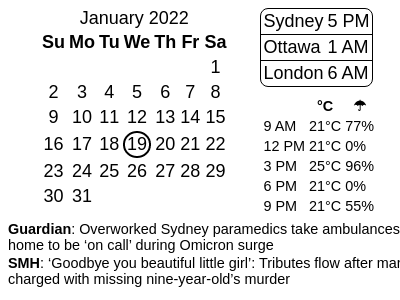 January 2022
Su Mo Tu We Th Fr Sa
1
2 3 4 5 6 7 8
9 10 11 12 13 14 15
16 17 18 19 20 21 22
23 24 25 26 27 28 29
30 31
Sydney 5 PM
Ottawa 1 AM
London 6 AM
°C ☂
9 AM 21°C 77%
12 PM 21°C 0%
3 PM 25°C 96%
6 PM 21°C 0%
9 PM 21°C 55%
Guardian: Overworked Sydney paramedics take ambulances
home to be ‘on call’ during Omicron surge
SMH: ‘Goodbye you beautiful little girl’: Tributes flow after
charged with missing nine-year-old’s murder